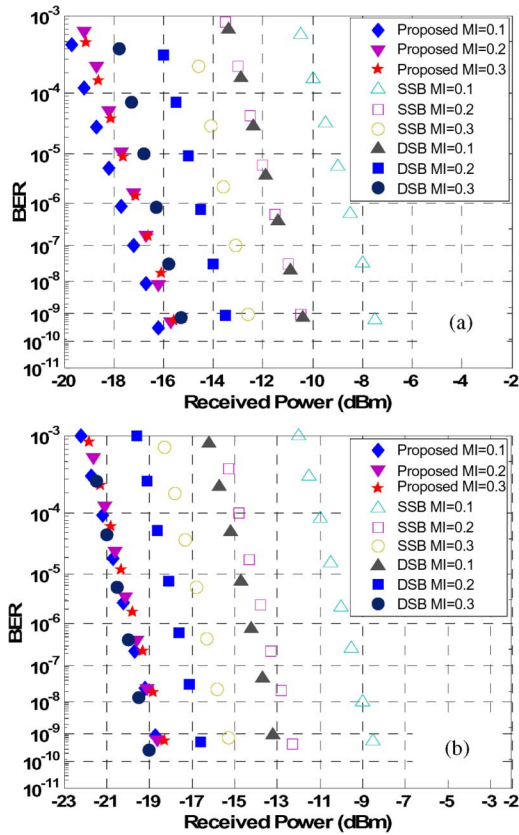 10^-3
10^-4
10^-5
10^-6
10^-7
10^-8
10^-9
10^-10
10^-11
BER
Proposed MI=0.1
Proposed MI=0.2
Proposed MI=0.3
SSB MI=0.1
SSB MI=0.2
SSB MI=0.3
DSB MI=0.1
DSB MI=0.2
DSB MI=0.3
(a)
-20 -18 -16 -14 -12 -10 -8 -6 -4 -2
Received Power (dBm)
10^-3
10^-4
10^-5
10^-6
10^-7
10^-8
10^-9
10^-10
10^-11
BER
Proposed MI=0.1
Proposed MI=0.2
Proposed MI=0.3
SSB MI=0.1
SSB MI=0.2
SSB MI=0.3
DSB MI=0.1
DSB MI=0.2
DSB MI=0.3
(b)
-23 -21 -19 -17 -15 -13 -11 -9 -7 -5 -3 -2
Received Power (dBm)